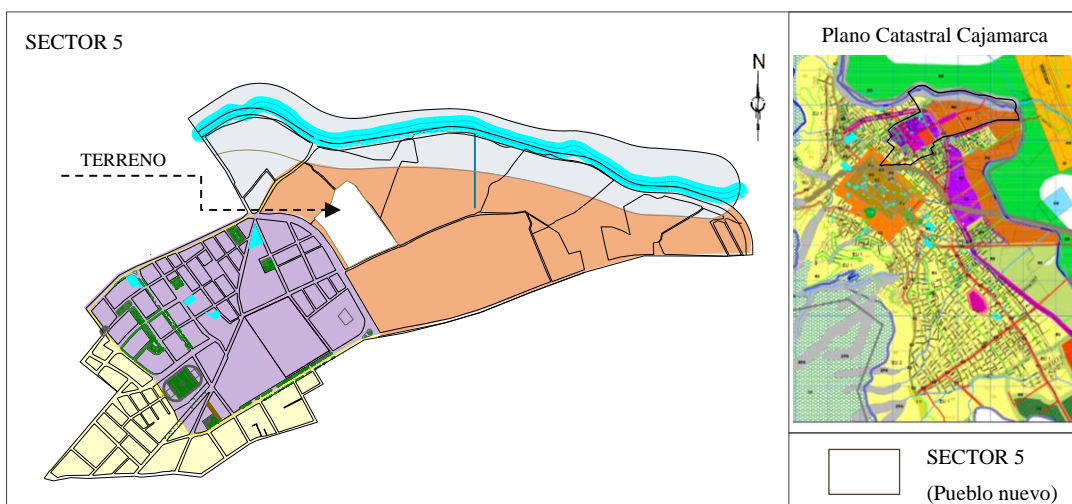 SECTOR 5
N
TERRENO
Plano Catastral Cajamarca
SECTOR 5
(Pueblo nuevo)